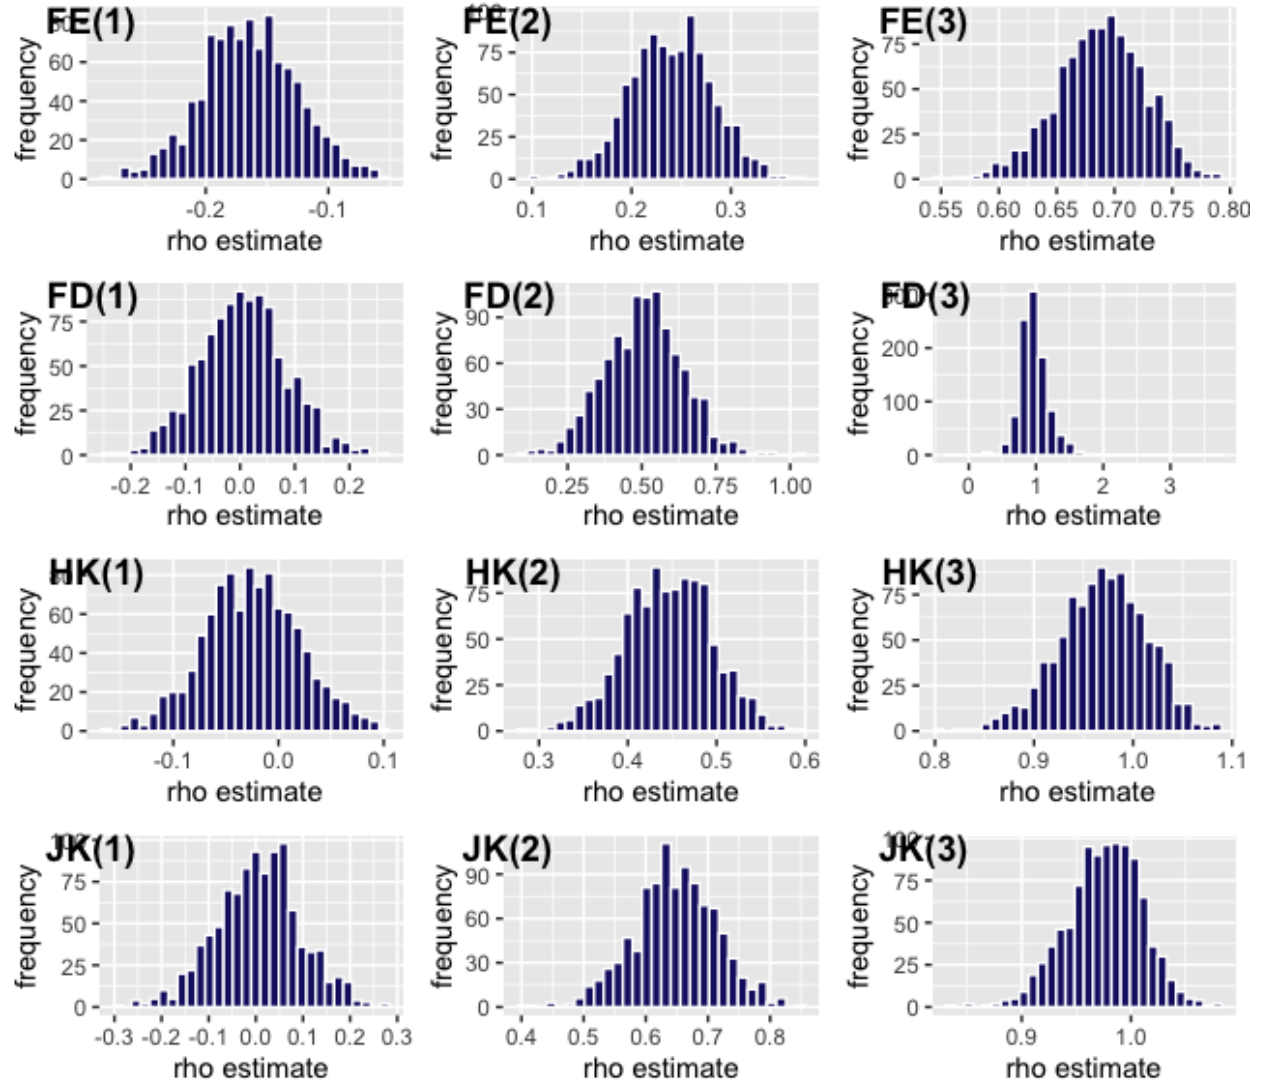 FE(1)
FE(2)
FE(3)
frequency
80
60
40
20
0
-0.2 -0.1
rho estimate
frequency
100
75
50
25
0
0.1 0.2 0.3
rho estimate
frequency
75
50
25
0
0.55 0.60 0.65 0.70 0.75 0.80
rho estimate
FD(1)
FD(2)
FD(3)
frequency
75
50
25
0
-0.2 -0.1 0.0 0.1 0.2
rho estimate
frequency
90
60
30
0
0.25 0.50 0.75 1.00
rho estimate
frequency
300
200
100
0
0 1 2 3
rho estimate
HK(1)
HK(2)
HK(3)
frequency
80
60
40
20
0
-0.1 0.0 0.1
rho estimate
frequency
75
50
25
0
0.3 0.4 0.5 0.6
rho estimate
frequency
75
50
25
0
0.8 0.9 1.0 1.1
rho estimate
JK(1)
JK(2)
JK(3)
frequency
100
75
50
25
0
-0.3 -0.2 -0.1 0.0 0.1 0.2 0.3
rho estimate
frequency
90
60
30
0
0.4 0.5 0.6 0.7 0.8
rho estimate
frequency
100
75
50
25
0
0.9 1.0
rho estimate